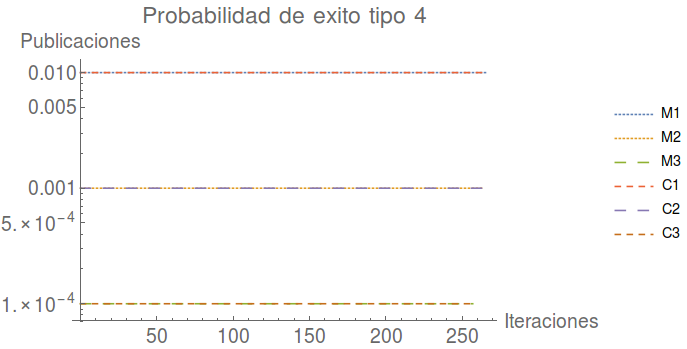 Probabilidad de exito tipo 4
Publicaciones
0.010
0.005
0.001
5.×10⁻⁴
1.×10⁻⁴
50 100 150 200 250
Iteraciones
M1
M2
M3
C1
C2
C3